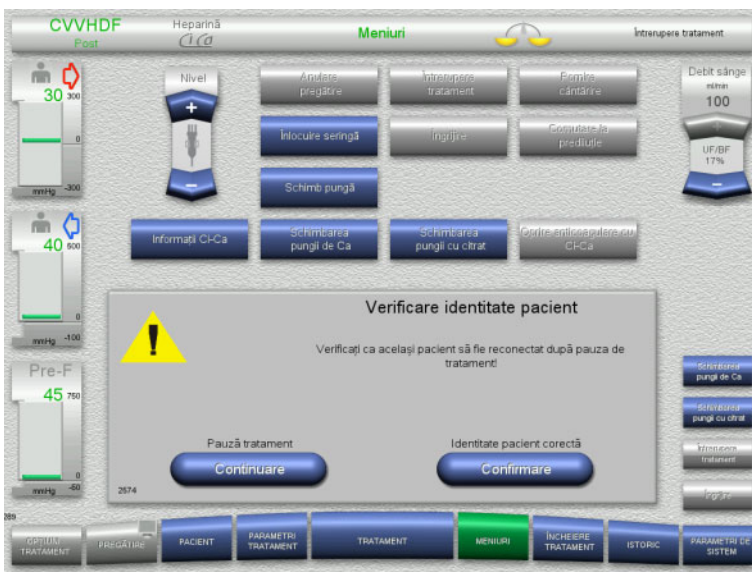 CVVHDF
Post
Heparină
Ci Ca
Meniuri
Întrerupere tratament
30
300
0
mmHg -300
Nivel
+
−
Anulare
pregătire
Întrerupere
tratament
Pornire
cântărire
Înlocuire seringă
Îngrijire
Comutare la
prediluție
Schimb pungă
Debit sânge
ml/min
100
+
UF/BF
17%
−
40
500
0
mmHg -100
Informații Ci-Ca
Schimbarea
pungii de Ca
Schimbarea
pungii cu citrat
Oprire anticoagulare cu
Ci-Ca
Verificare identitate pacient
Verificați ca același pacient să fie reconectat după pauza de
tratament!
Pauză tratament
Continuare
Identitate pacient corectă
Confirmare
2574
Pre-F
45
750
0
mmHg -50
Schimbarea
pungii de Ca
Schimbarea
pungii cu citrat
Întrerupere
tratament
Îngrijire
289
OPȚIUNI
TRATAMENT
PREGĂTIRE
PACIENT
PARAMETRI
TRATAMENT
TRATAMENT
MENIURI
ÎNCHEIERE
TRATAMENT
ISTORIC
PARAMETRI DE
SISTEM